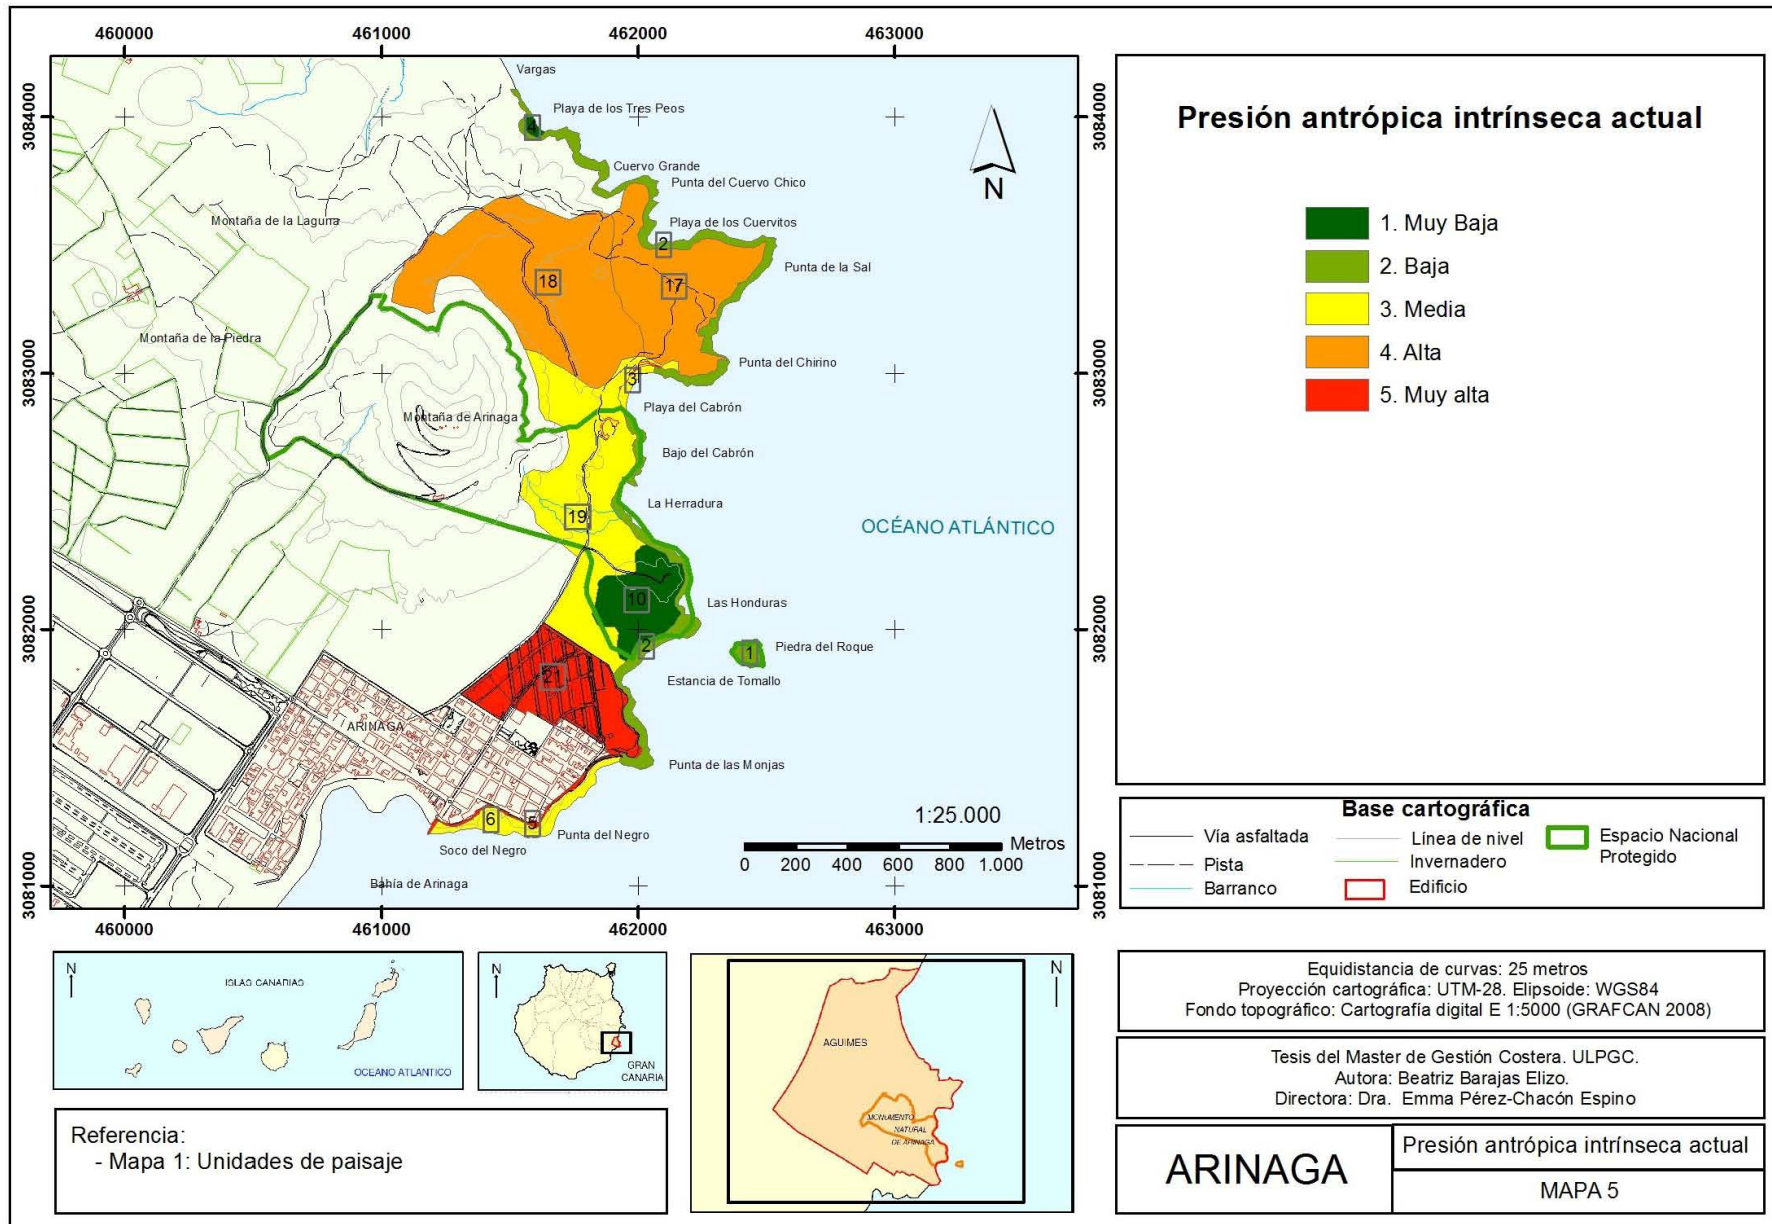 460000
461000
462000
463000
3084000
3083000
3082000
3081000
Vargas
Playa de los Tres Peos
4
Cuervo Grande
Punta del Cuervo Chico
Montaña de la Laguna
Playa de los Cuervitos
2
Punta de la Sal
18
17
Montaña de la Piedra
Punta del Chirino
3
Playa del Cabrón
Montaña de Arinaga
Bajo del Cabrón
La Herradura
19
OCÉANO ATLÁNTICO
10
Las Honduras
2
1
Piedra del Roque
21
Estancia de Tomallo
ARINAGA
Punta de las Monjas
6
5
Punta del Negro
Soco del Negro
Bahía de Arinaga
N
1:25.000
Metros
0 200 400 600 800 1.000
3084000
3083000
3082000
3081000
460000
461000
462000
463000
Presión antrópica intrínseca actual
1. Muy Baja
2. Baja
3. Media
4. Alta
5. Muy alta
Base cartográfica
Vía asfaltada
Pista
Barranco
Línea de nivel
Invernadero
Edificio
Espacio Nacional
Protegido
N
ISLAS CANARIAS
OCEANO ATLANTICO
N
GRAN
CANARIA
N
AGUIMES
MONUMENTO
NATURAL
DE ARINAGA
Equidistancia de curvas: 25 metros
Proyección cartográfica: UTM-28. Elipsoide: WGS84
Fondo topográfico: Cartografía digital E 1:5000 (GRAFCAN 2008)
Tesis del Master de Gestión Costera. ULPGC.
Autora: Beatriz Barajas Elizo.
Directora: Dra. Emma Pérez-Chacón Espino
Referencia:
- Mapa 1: Unidades de paisaje
ARINAGA
Presión antrópica intrínseca actual
MAPA 5